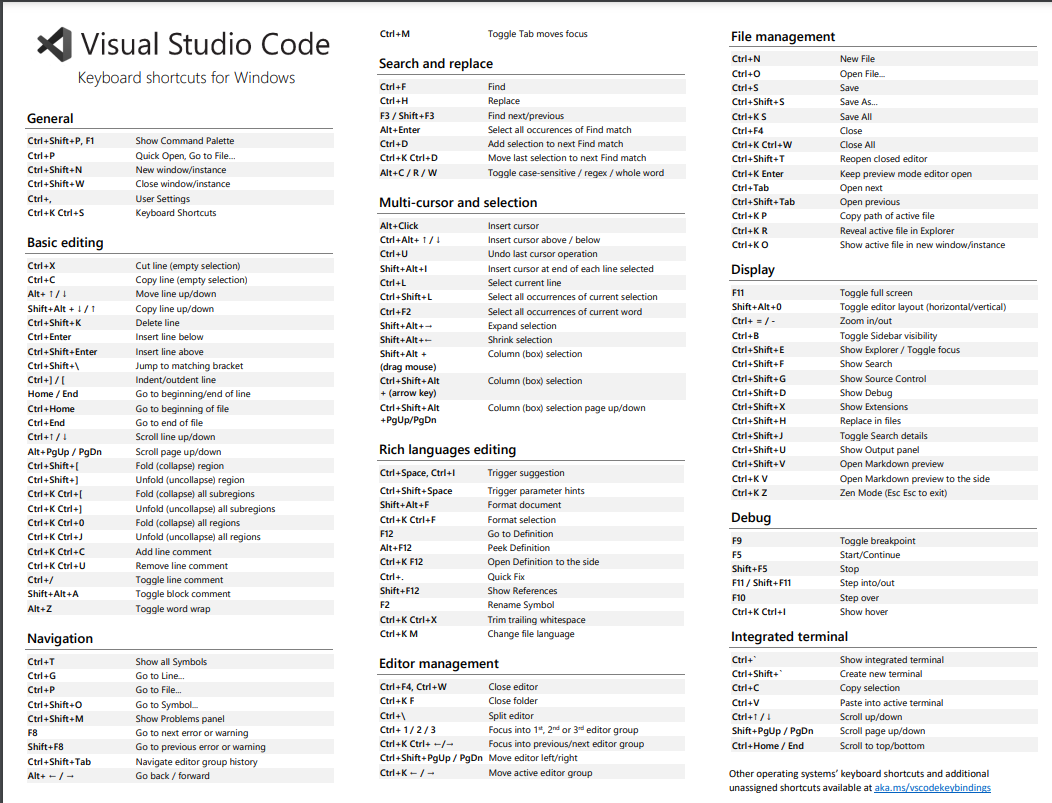 Visual Studio Code
Keyboard shortcuts for Windows
General
Ctrl+Shift+P, F1 Show Command Palette
Ctrl+P Quick Open, Go to File...
Ctrl+Shift+N New window/instance
Ctrl+Shift+W Close window/instance
Ctrl+, User Settings
Ctrl+K Ctrl+S Keyboard Shortcuts
Basic editing
Ctrl+X Cut line (empty selection)
Ctrl+C Copy line (empty selection)
Alt+ ↑ / ↓ Move line up/down
Shift+Alt + ↓ / ↑ Copy line up/down
Ctrl+Shift+K Delete line
Ctrl+Enter Insert line below
Ctrl+Shift+Enter Insert line above
Ctrl+Shift+\ Jump to matching bracket
Ctrl+] / [ Indent/outdent line
Home / End Go to beginning/end of line
Ctrl+Home Go to beginning of file
Ctrl+End Go to end of file
Ctrl+↑ / ↓ Scroll line up/down
Alt+PgUp / PgDn Scroll page up/down
Ctrl+Shift+[ Fold (collapse) region
Ctrl+Shift+] Unfold (uncollapse) region
Ctrl+K Ctrl+[ Fold (collapse) all subregions
Ctrl+K Ctrl+] Unfold (uncollapse) all subregions
Ctrl+K Ctrl+0 Fold (collapse) all regions
Ctrl+K Ctrl+J Unfold (uncollapse) all regions
Ctrl+K Ctrl+C Add line comment
Ctrl+K Ctrl+U Remove line comment
Ctrl+/ Toggle line comment
Shift+Alt+A Toggle block comment
Alt+Z Toggle word wrap
Navigation
Ctrl+T Show all Symbols
Ctrl+G Go to Line...
Ctrl+P Go to File...
Ctrl+Shift+O Go to Symbol...
Ctrl+Shift+M Show Problems panel
F8 Go to next error or warning
Shift+F8 Go to previous error or warning
Ctrl+Shift+Tab Navigate editor group history
Alt+ ← / → Go back / forward
Ctrl+M Toggle Tab moves focus
Search and replace
Ctrl+F Find
Ctrl+H Replace
F3 / Shift+F3 Find next/previous
Alt+Enter Select all occurences of Find match
Ctrl+D Add selection to next Find match
Ctrl+K Ctrl+D Move last selection to next Find match
Alt+C / R / W Toggle case-sensitive / regex / whole word
Multi-cursor and selection
Alt+Click Insert cursor
Ctrl+Alt+ ↑ / ↓ Insert cursor above / below
Ctrl+U Undo last cursor operation
Shift+Alt+I Insert cursor at end of each line selected
Ctrl+L Select current line
Ctrl+Shift+L Select all occurrences of current selection
Ctrl+F2 Select all occurrences of current word
Shift+Alt+→ Expand selection
Shift+Alt+← Shrink selection
Shift+Alt + Column (box) selection
(drag mouse)
Ctrl+Shift+Alt Column (box) selection
+ (arrow key)
Ctrl+Shift+Alt Column (box) selection page up/down
+PgUp/PgDn
Rich languages editing
Ctrl+Space, Ctrl+I Trigger suggestion
Ctrl+Shift+Space Trigger parameter hints
Shift+Alt+F Format document
Ctrl+K Ctrl+F Format selection
F12 Go to Definition
Alt+F12 Peek Definition
Ctrl+K F12 Open Definition to the side
Ctrl+. Quick Fix
Shift+F12 Show References
F2 Rename Symbol
Ctrl+K Ctrl+X Trim trailing whitespace
Ctrl+K M Change file language
Editor management
Ctrl+F4, Ctrl+W Close editor
Ctrl+K F Close folder
Ctrl+\ Split editor
Ctrl+ 1 / 2 / 3 Focus into 1st, 2nd or 3rd editor group
Ctrl+K Ctrl+ ←/→ Focus into previous/next editor group
Ctrl+Shift+PgUp / PgDn Move editor left/right
Ctrl+K ← / → Move active editor group
File management
Ctrl+N New File
Ctrl+O Open File...
Ctrl+S Save
Ctrl+Shift+S Save As...
Ctrl+K S Save All
Ctrl+F4 Close
Ctrl+K Ctrl+W Close All
Ctrl+Shift+T Reopen closed editor
Ctrl+K Enter Keep preview mode editor open
Ctrl+Tab Open next
Ctrl+Shift+Tab Open previous
Ctrl+K P Copy path of active file
Ctrl+K R Reveal active file in Explorer
Ctrl+K O Show active file in new window/instance
Display
F11 Toggle full screen
Shift+Alt+0 Toggle editor layout (horizontal/vertical)
Ctrl+ = / - Zoom in/out
Ctrl+B Toggle Sidebar visibility
Ctrl+Shift+E Show Explorer / Toggle focus
Ctrl+Shift+F Show Search
Ctrl+Shift+G Show Source Control
Ctrl+Shift+D Show Debug
Ctrl+Shift+X Show Extensions
Ctrl+Shift+H Replace in files
Ctrl+Shift+J Toggle Search details
Ctrl+Shift+U Show Output panel
Ctrl+Shift+V Open Markdown preview
Ctrl+K V Open Markdown preview to the side
Ctrl+K Z Zen Mode (Esc Esc to exit)
Debug
F9 Toggle breakpoint
F5 Start/Continue
Shift+F5 Stop
F11 / Shift+F11 Step into/out
F10 Step over
Ctrl+K Ctrl+I Show hover
Integrated terminal
Ctrl+` Show integrated terminal
Ctrl+Shift+` Create new terminal
Ctrl+C Copy selection
Ctrl+V Paste into active terminal
Ctrl+↑ / ↓ Scroll up/down
Shift+PgUp / PgDn Scroll page up/down
Ctrl+Home / End Scroll to top/bottom
Other operating systems' keyboard shortcuts and additional
unassigned shortcuts available at aka.ms/vscodekeybindings